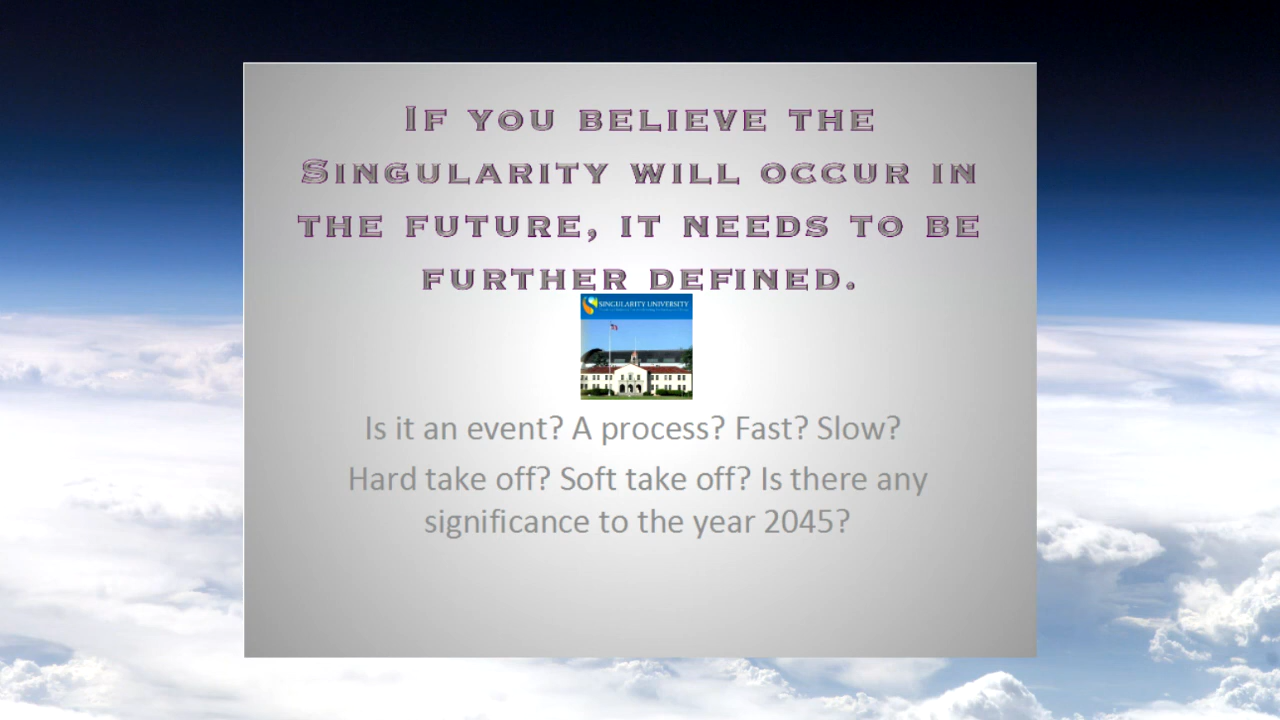 If you believe the
Singularity will occur in
the future, it needs to be
further defined.
SINGULARITY UNIVERSITY
Is it an event? A process? Fast? Slow?
Hard take off? Soft take off? Is there any
significance to the year 2045?